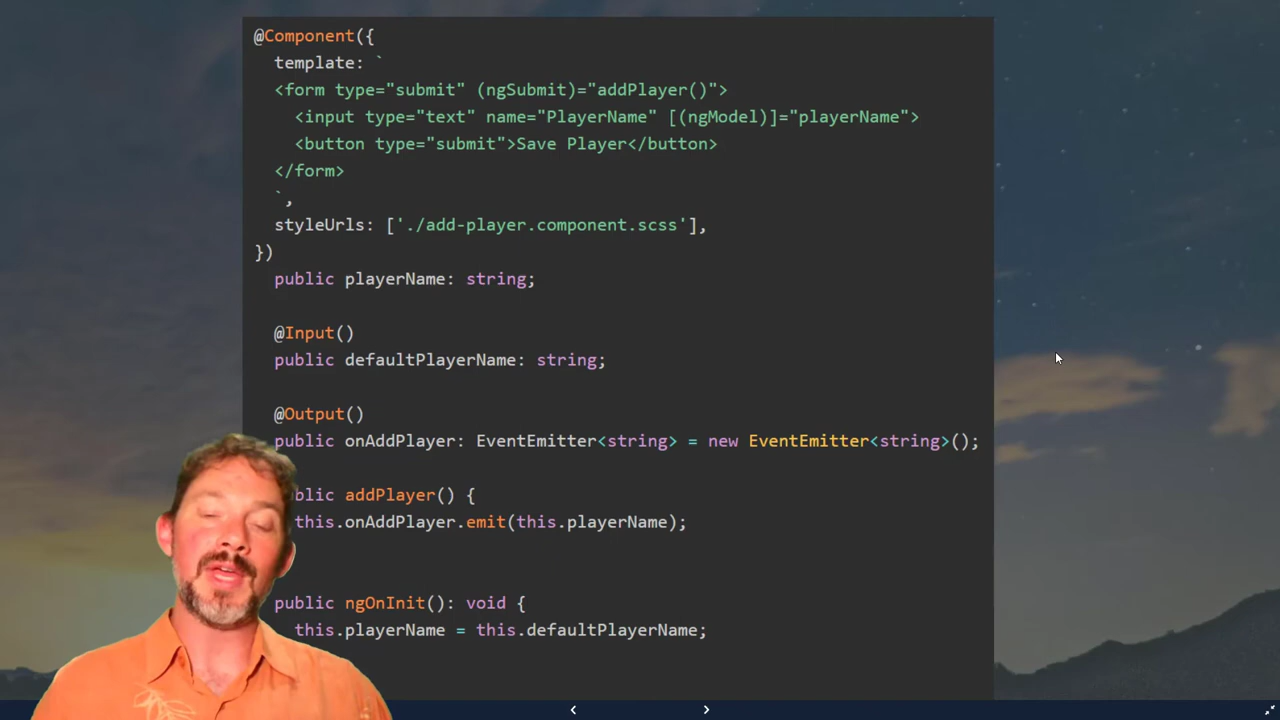 @Component({
template: `
<form type="submit" (ngSubmit)="addPlayer()">
<input type="text" name="PlayerName" [(ngModel)]="playerName">
<button type="submit">Save Player</button>
</form>
`,
styleUrls: ['./add-player.component.scss'],
})
public playerName: string;
@Input()
public defaultPlayerName: string;
@Output()
public onAddPlayer: EventEmitter<string> = new EventEmitter<string>();
blic addPlayer() {
this.onAddPlayer.emit(this.playerName);
public ngOnInit(): void {
this.playerName = this.defaultPlayerName;